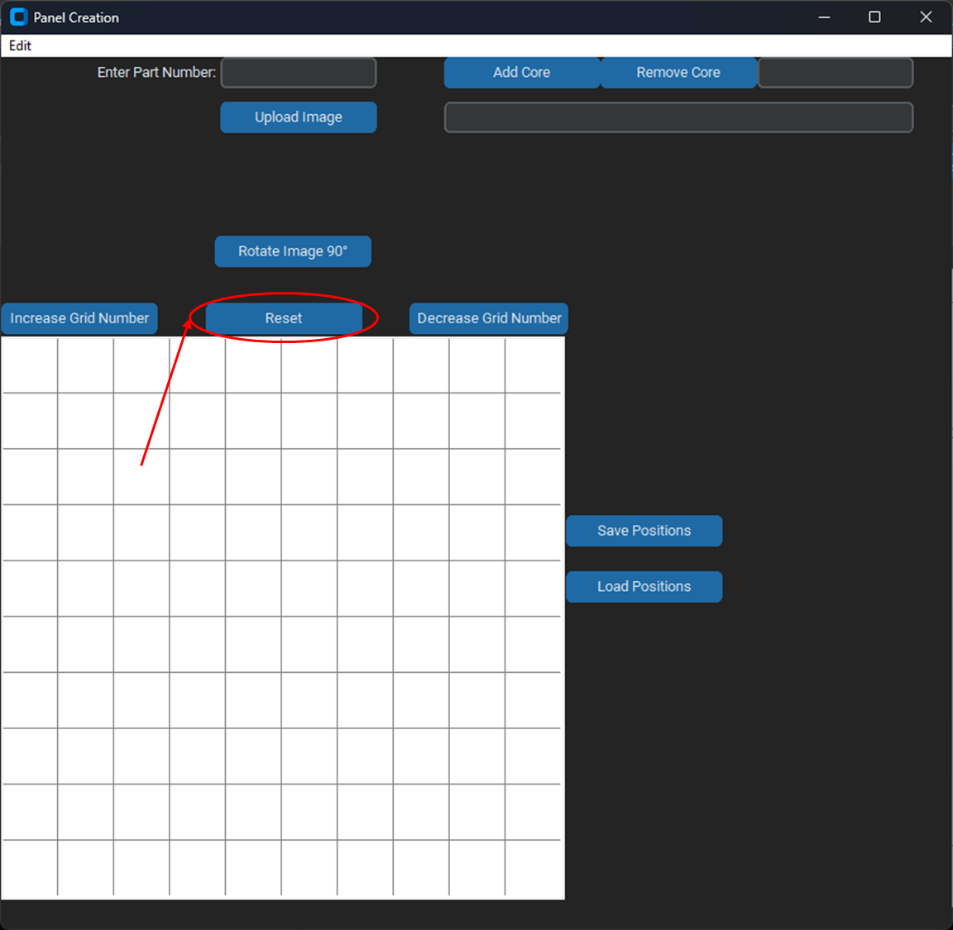 Panel Creation
Edit
Enter Part Number:
Add Core
Remove Core
Upload Image
Rotate Image 90°
Increase Grid Number
Reset
Decrease Grid Number
Save Positions
Load Positions